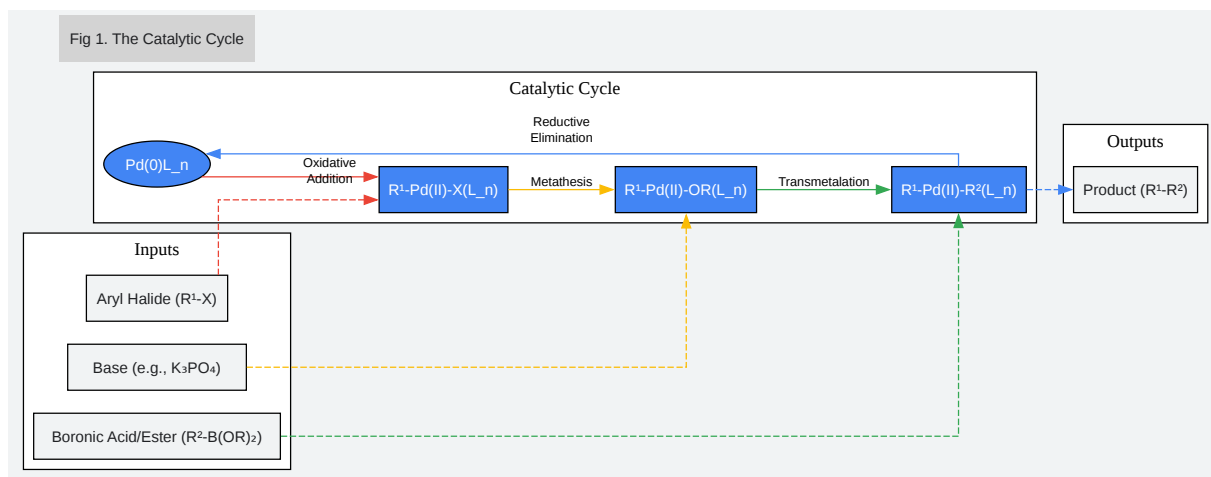 Fig 1. The Catalytic Cycle
Catalytic Cycle
Reductive
Elimination
Pd(0)L_n
Oxidative
Addition
R¹-Pd(II)-X(L_n)
Metathesis
R¹-Pd(II)-OR(L_n)
Transmetalation
R¹-Pd(II)-R²(L_n)
Outputs
Product (R¹-R²)
Inputs
Aryl Halide (R¹-X)
Base (e.g., K₃PO₄)
Boronic Acid/Ester (R²-B(OR)₂)